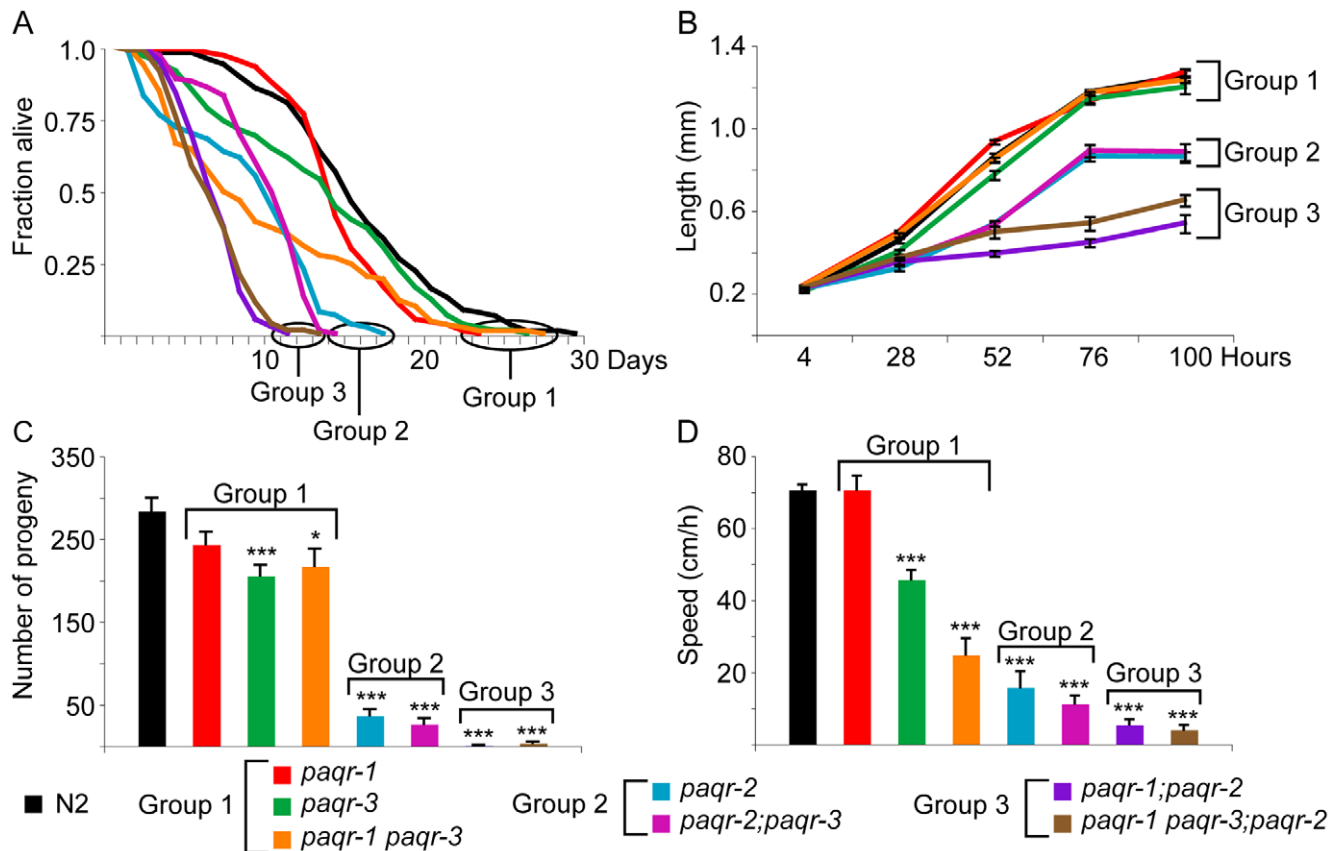 A
Fraction alive
1.0
0.75
0.5
0.25
10
20
30 Days
Group 3
Group 2
Group 1
B
Length (mm)
1.4
1.0
0.6
0.2
4
28
52
76
100 Hours
Group 1
Group 2
Group 3
C
Number of progeny
350
250
150
50
Group 1
***
*
Group 2
***
***
Group 3
***
***
D
Speed (cm/h)
80
60
40
20
Group 1
***
***
Group 2
***
***
Group 3
***
***
N2
Group 1
paqr-1
paqr-3
paqr-1 paqr-3
Group 2
paqr-2
paqr-2;paqr-3
Group 3
paqr-1;paqr-2
paqr-1 paqr-3;paqr-2